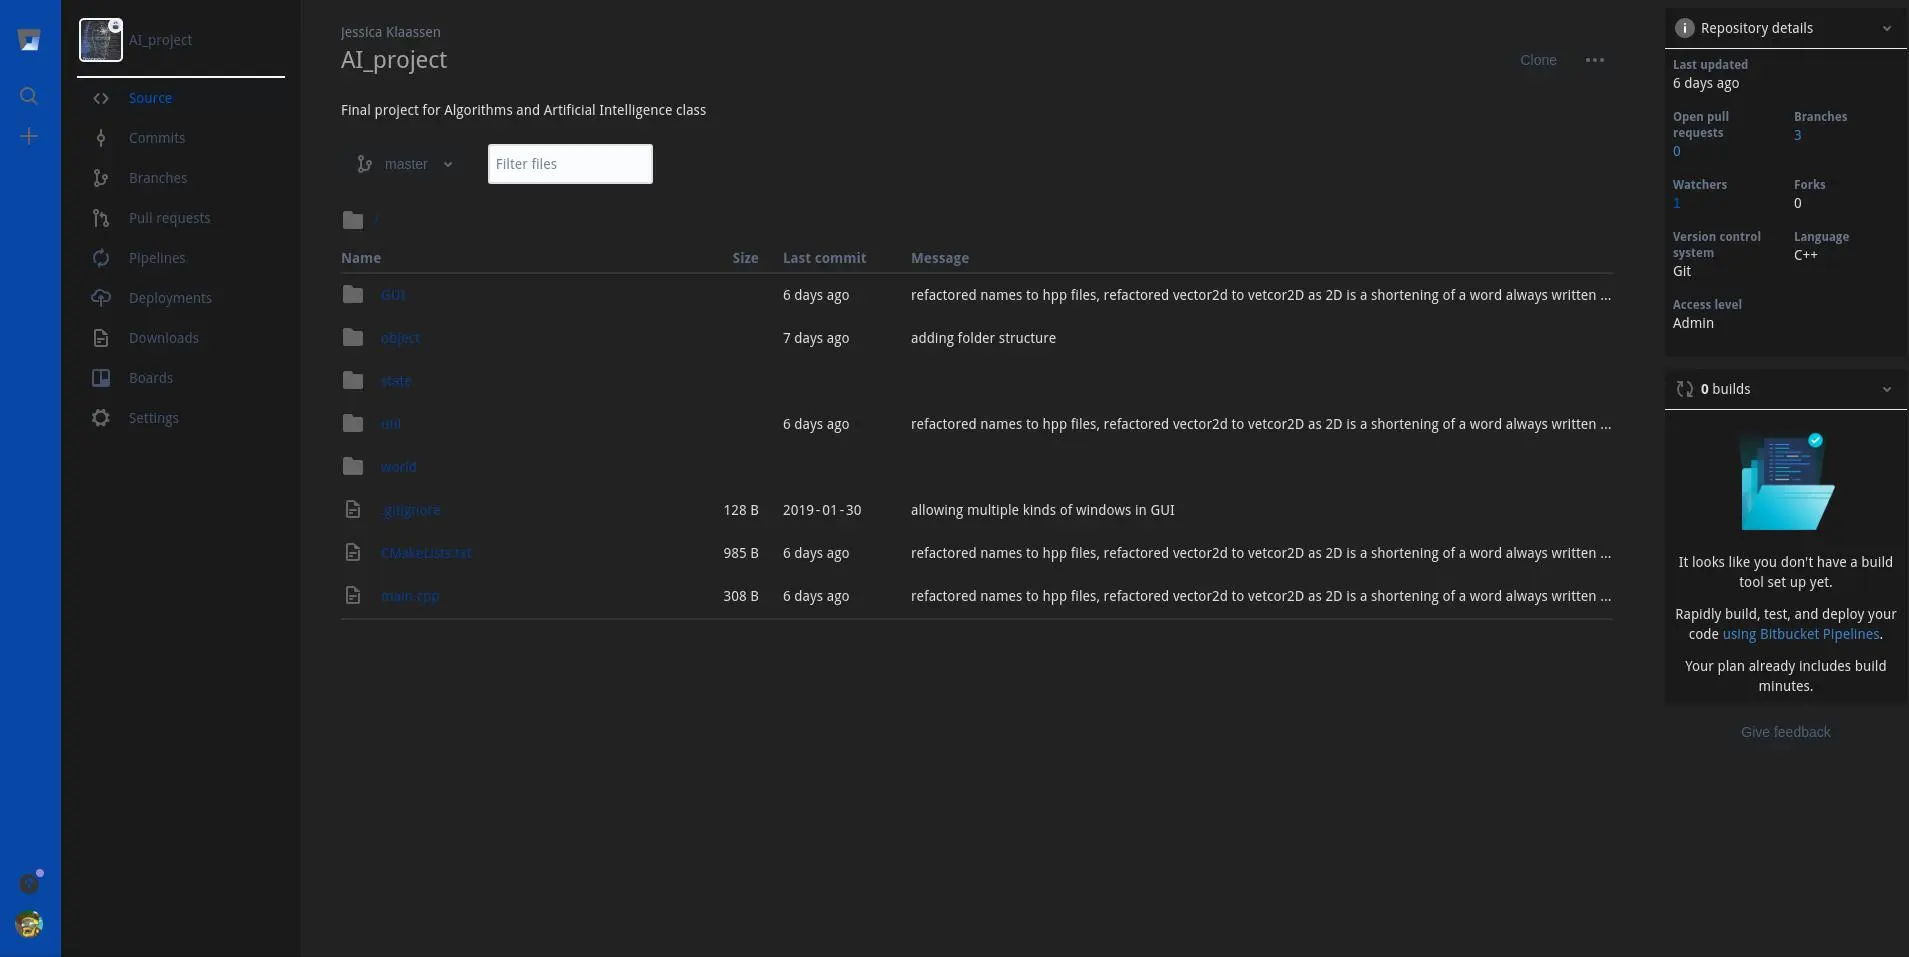 AI_project
Source
Commits
Branches
Pull requests
Pipelines
Deployments
Downloads
Boards
Settings
Jessica Klaassen
AI_project
Clone
Final project for Algorithms and Artificial Intelligence class
master
Filter files
/
Name Size Last commit Message
GUI 6 days ago refactored names to hpp files, refactored vector2d to vetcor2D as 2D is a shortening of a word always written ...
object 7 days ago adding folder structure
state
util 6 days ago refactored names to hpp files, refactored vector2d to vetcor2D as 2D is a shortening of a word always written ...
world
.gitignore 128 B 2019-01-30 allowing multiple kinds of windows in GUI
CMakeLists.txt 985 B 6 days ago refactored names to hpp files, refactored vector2d to vetcor2D as 2D is a shortening of a word always written ...
main.cpp 308 B 6 days ago refactored names to hpp files, refactored vector2d to vetcor2D as 2D is a shortening of a word always written ...
Repository details
Last updated
6 days ago
Open pull requests
0
Branches
3
Watchers
1
Forks
0
Version control system
Git
Language
C++
Access level
Admin
0 builds
It looks like you don't have a build
tool set up yet.
Rapidly build, test, and deploy your
code using Bitbucket Pipelines.
Your plan already includes build
minutes.
Give feedback